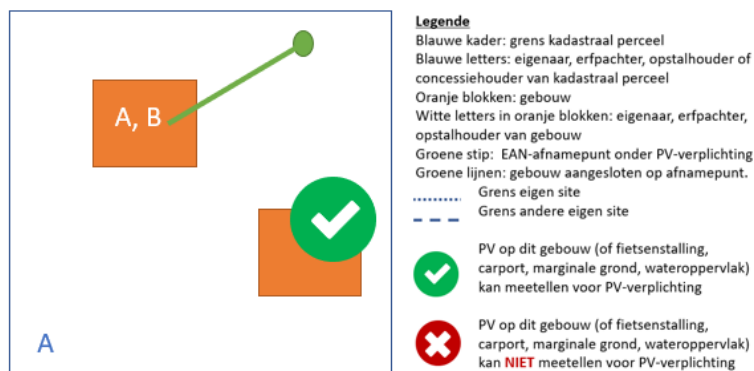 A, B
A
Legende
Blauwe kader: grens kadastraal perceel
Blauwe letters: eigenaar, erfpachter, opstalhouder of
concessiehouder van kadastraal perceel
Oranje blokken: gebouw
Witte letters in oranje blokken: eigenaar, erfpachter,
opstalhouder van gebouw
Groene stip:  EAN-afnamepunt onder PV-verplichting
Groene lijnen: gebouw aangesloten op afnamepunt.
Grens eigen site
Grens andere eigen site
PV op dit gebouw (of fietsenstalling,
carport, marginale grond, wateroppervlak)
kan meetellen voor PV-verplichting
PV op dit gebouw (of fietsenstalling,
carport, marginale grond, wateroppervlak)
kan NIET meetellen voor PV-verplichting